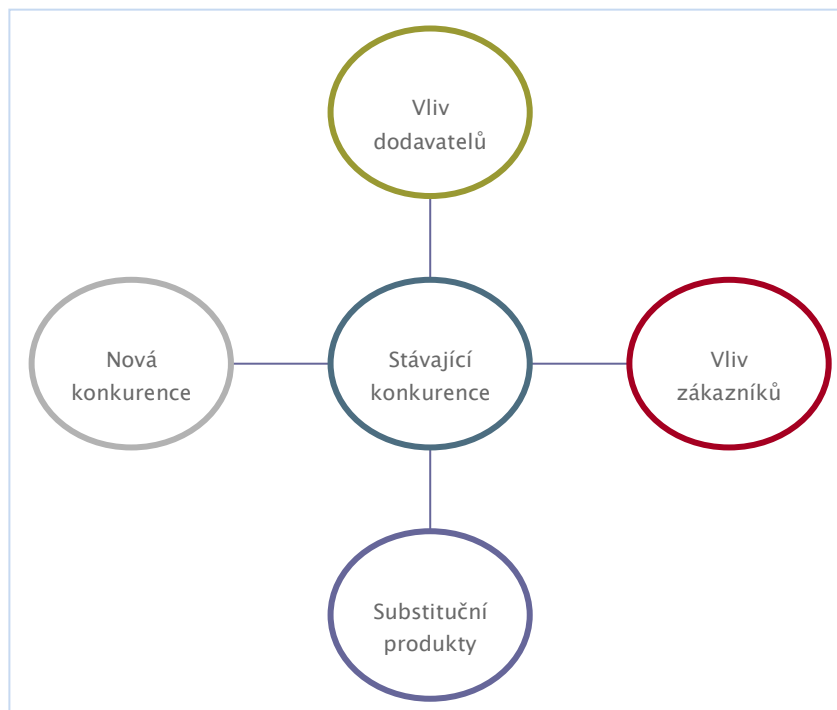 Vliv
dodavatelů
Nová
konkurence
Stávající
konkurence
Vliv
zákazníků
Substituční
produkty